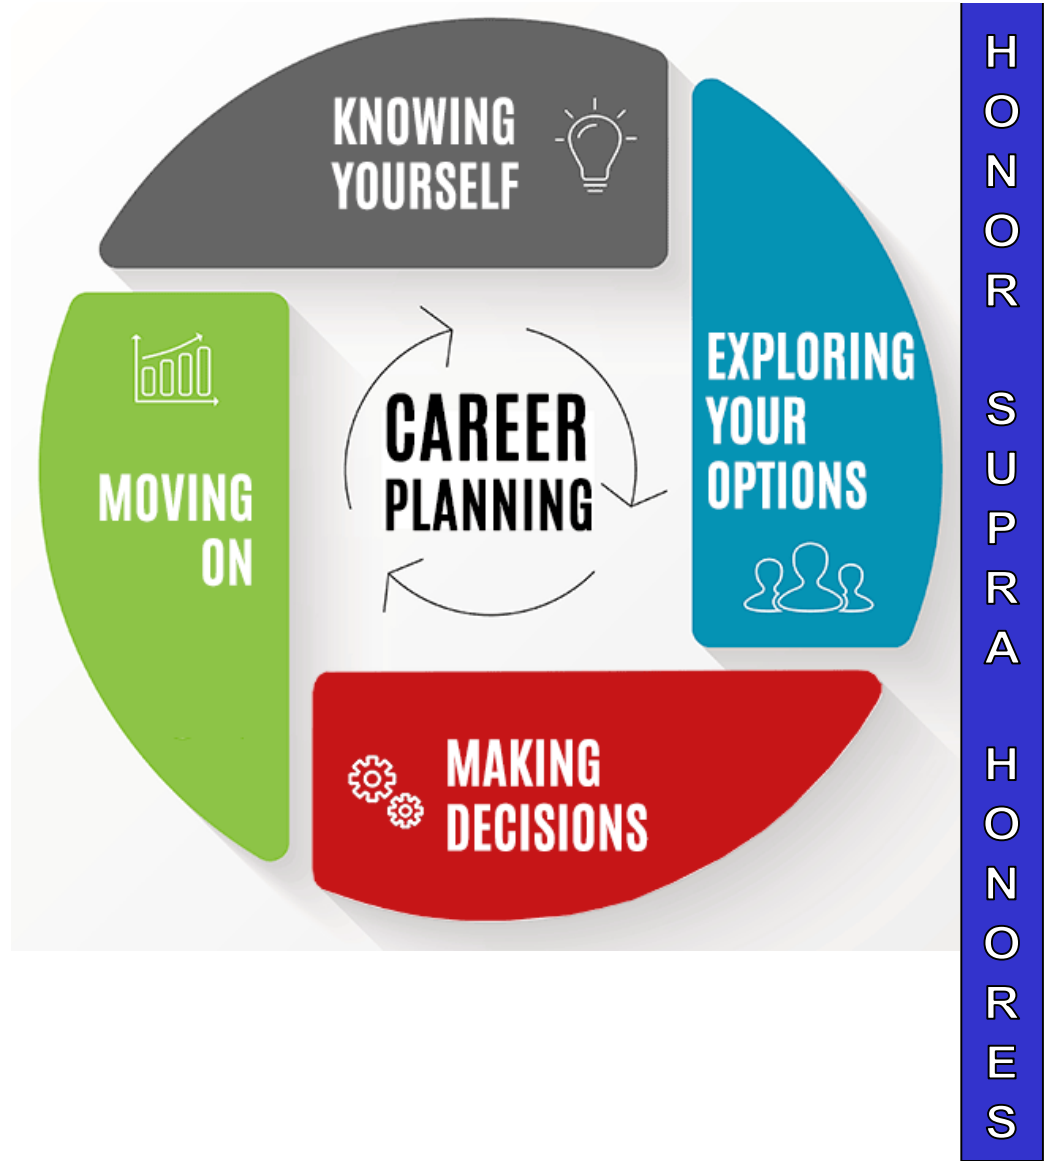 KNOWING
YOURSELF
EXPLORING
YOUR
OPTIONS
CAREER
PLANNING
MOVING
ON
MAKING
DECISIONS
HONOR SUPRA HONORES